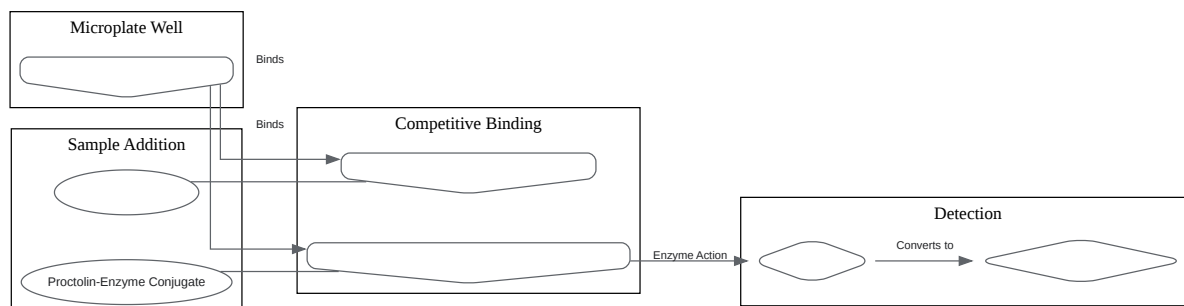 Microplate Well
Binds
Binds
Sample Addition
Competitive Binding
Proctolin-Enzyme Conjugate
Enzyme Action
Detection
Converts to